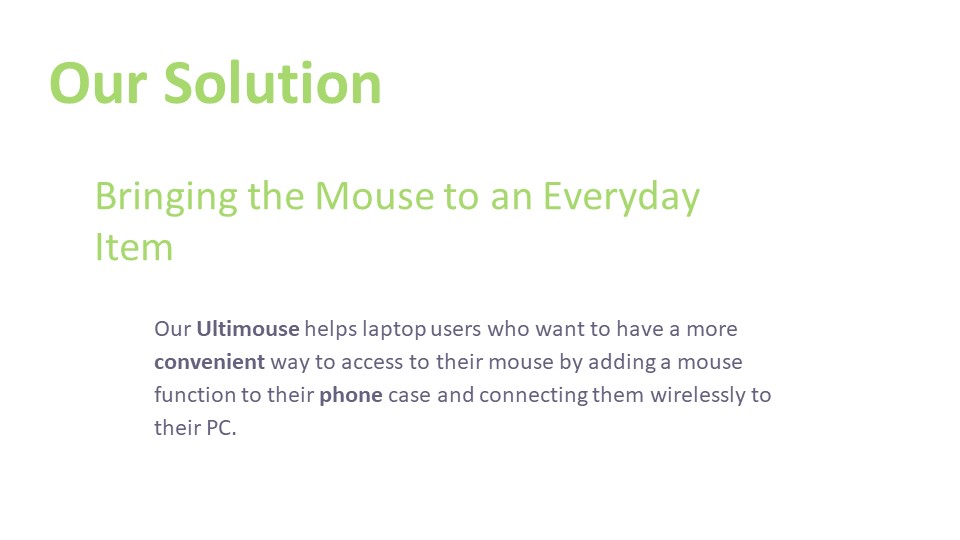 Our Solution
Bringing the Mouse to an Everyday
Item
Our Ultimouse helps laptop users who want to have a more
convenient way to access to their mouse by adding a mouse
function to their phone case and connecting them wirelessly to
their PC.